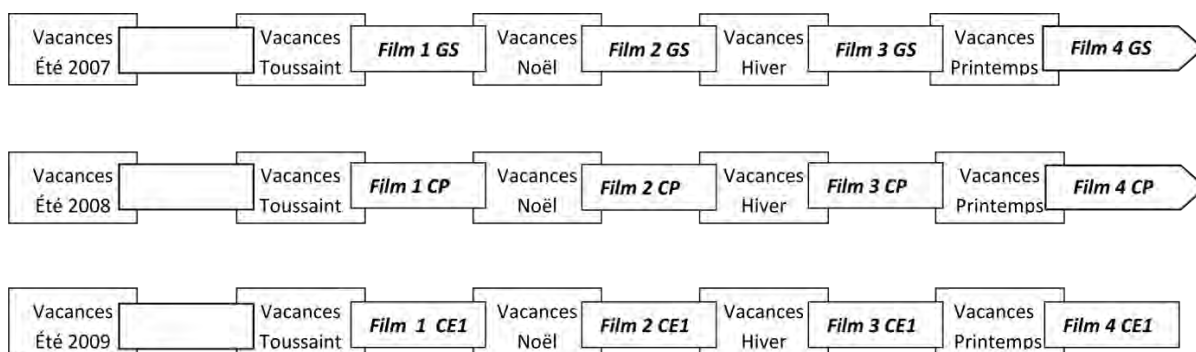 Vacances Été 2007
Vacances Toussaint
Film 1 GS
Vacances Noël
Film 2 GS
Vacances Hiver
Film 3 GS
Vacances Printemps
Film 4 GS
Vacances Été 2008
Vacances Toussaint
Film 1 CP
Vacances Noël
Film 2 CP
Vacances Hiver
Film 3 CP
Vacances Printemps
Film 4 CP
Vacances Été 2009
Vacances Toussaint
Film 1 CE1
Vacances Noël
Film 2 CE1
Vacances Hiver
Film 3 CE1
Vacances Printemps
Film 4 CE1